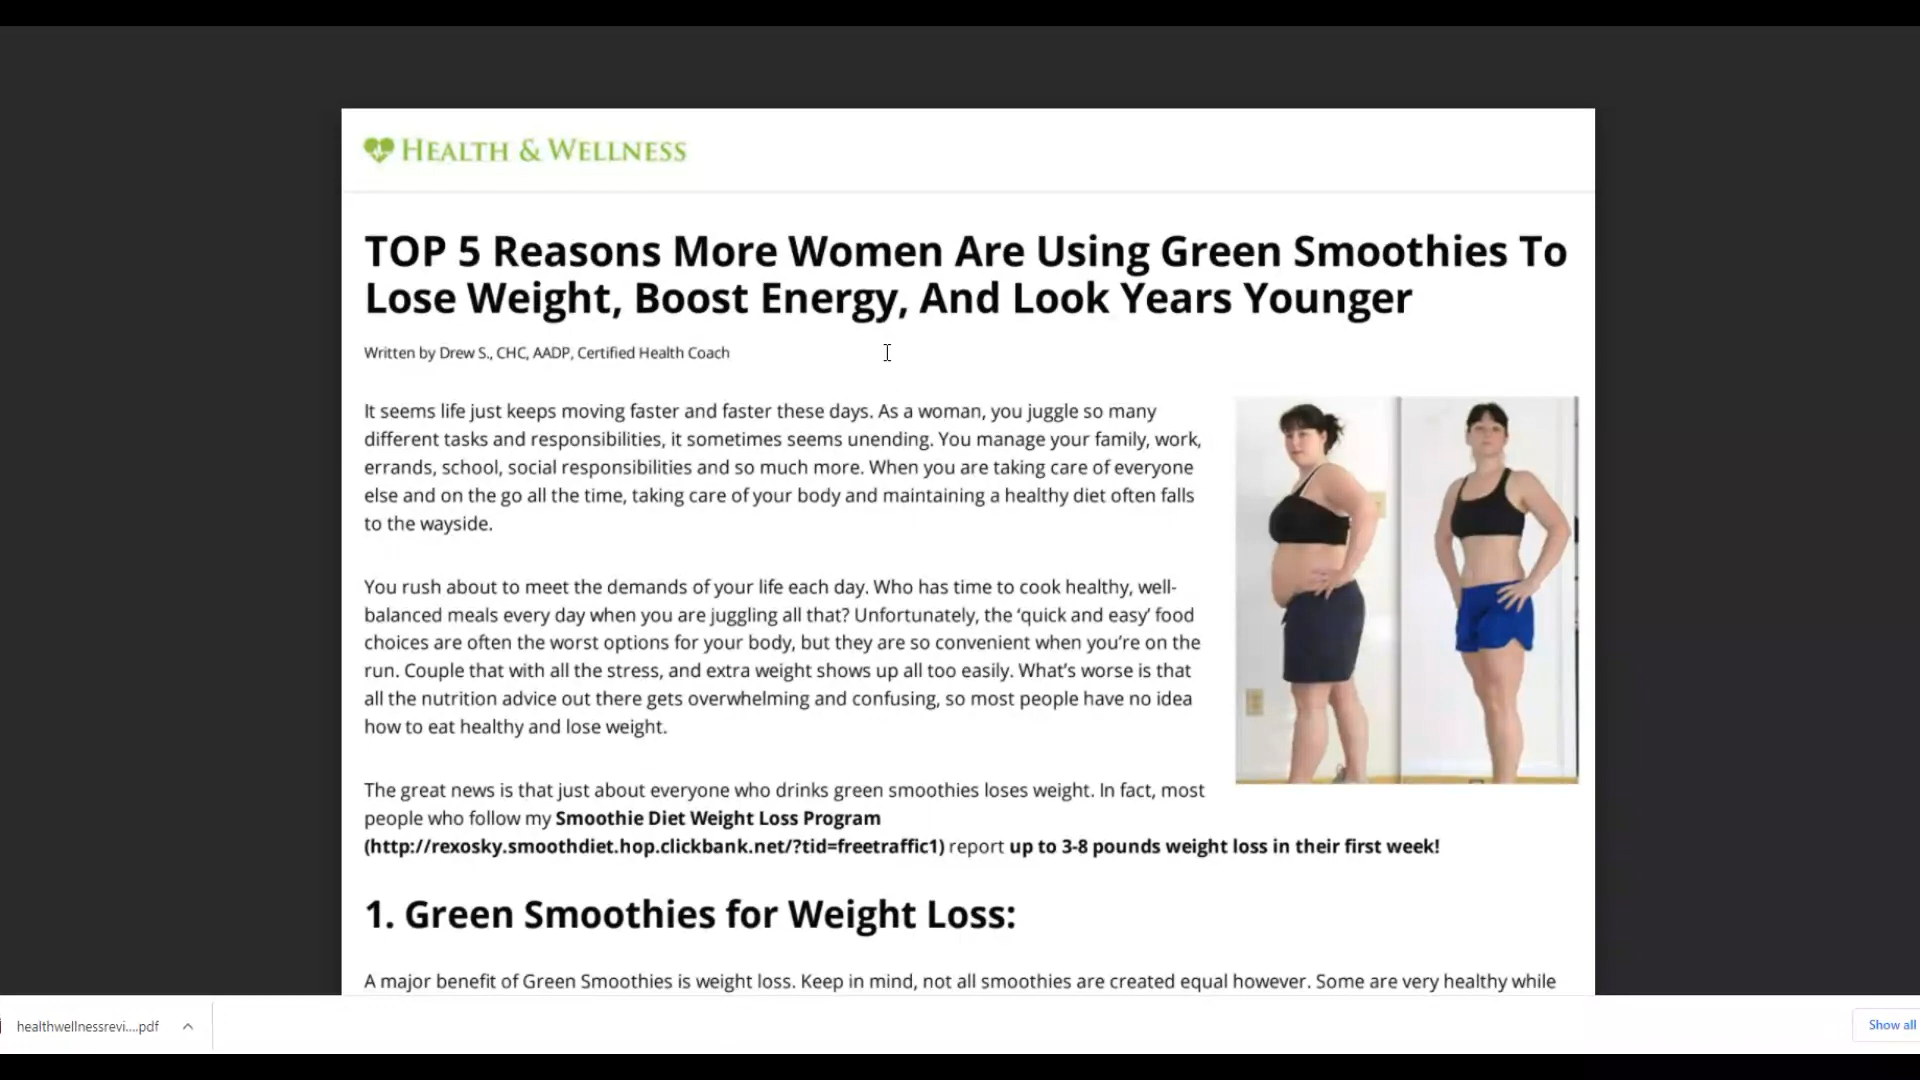 HEALTH & WELLNESS
TOP 5 Reasons More Women Are Using Green Smoothies To
Lose Weight, Boost Energy, And Look Years Younger
Written by Drew S., CHC, AADP, Certified Health Coach
It seems life just keeps moving faster and faster these days. As a woman, you juggle so many
different tasks and responsibilities, it sometimes seems unending. You manage your family, work,
errands, school, social responsibilities and so much more. When you are taking care of everyone
else and on the go all the time, taking care of your body and maintaining a healthy diet often falls
to the wayside.
You rush about to meet the demands of your life each day. Who has time to cook healthy, well-
balanced meals every day when you are juggling all that? Unfortunately, the ‘quick and easy’ food
choices are often the worst options for your body, but they are so convenient when you’re on the
run. Couple that with all the stress, and extra weight shows up all too easily. What’s worse is that
all the nutrition advice out there gets overwhelming and confusing, so most people have no idea
how to eat healthy and lose weight.
The great news is that just about everyone who drinks green smoothies loses weight. In fact, most
people who follow my Smoothie Diet Weight Loss Program
(http://rexosky.smoothdiet.hop.clickbank.net/?tid=freetraffic1) report up to 3-8 pounds weight loss in their first week!
1. Green Smoothies for Weight Loss:
A major benefit of Green Smoothies is weight loss. Keep in mind, not all smoothies are created equal however. Some are very healthy while
healthwellnessrevi....pdf
Show all